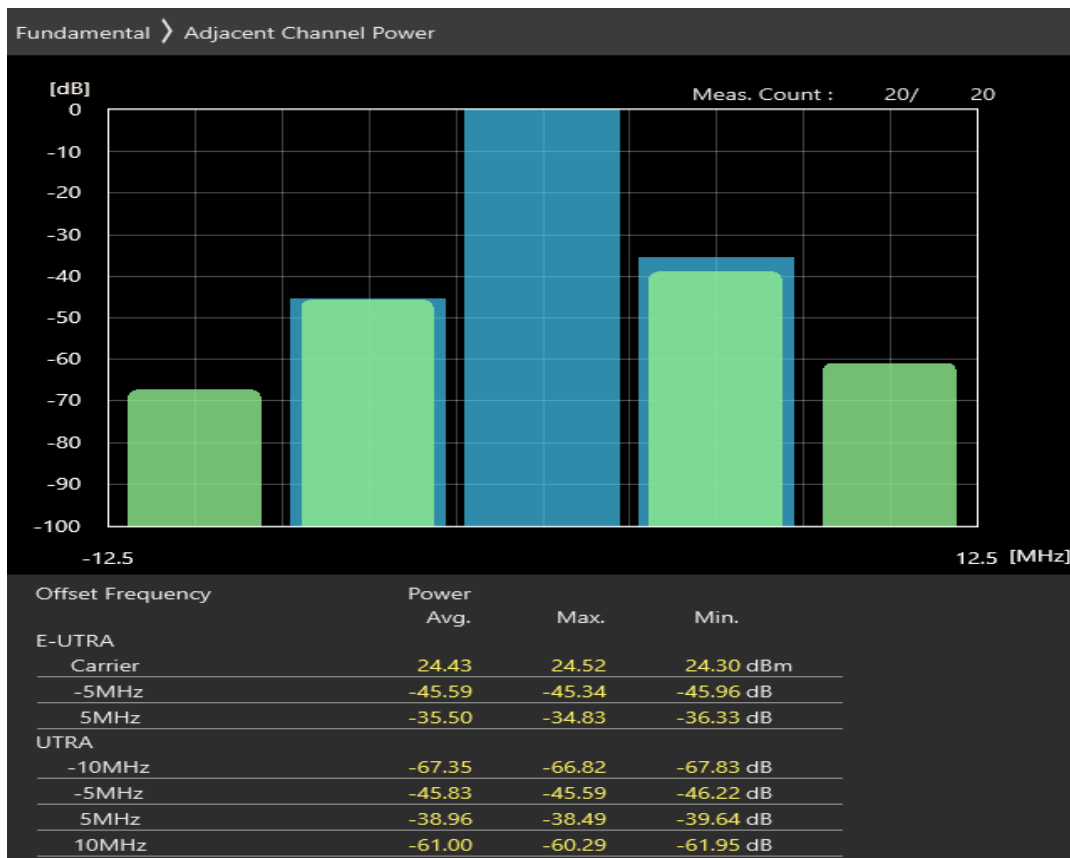 Fundamental 〉 Adjacent Channel Power
[dB]
Meas. Count : 20/ 20
0
-10
-20
-30
-40
-50
-60
-70
-80
-90
-100
-12.5 12.5 [MHz]
Offset Frequency Power
Avg. Max. Min.
E-UTRA
Carrier 24.43 24.52 24.30 dBm
-5MHz -45.59 -45.34 -45.96 dB
5MHz -35.50 -34.83 -36.33 dB
UTRA
-10MHz -67.35 -66.82 -67.83 dB
-5MHz -45.83 -45.59 -46.22 dB
5MHz -38.96 -38.49 -39.64 dB
10MHz -61.00 -60.29 -61.95 dB